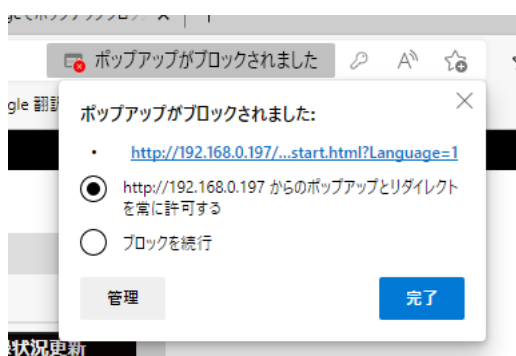 ポップアップがブロックされました
gle 翻訳
ポップアップがブロックされました:
• http://192.168.0.197/...start.html?Language=1
http://192.168.0.197 からのポップアップとリダイレクト
を常に許可する
ブロックを続行
管理
完了
状況更新